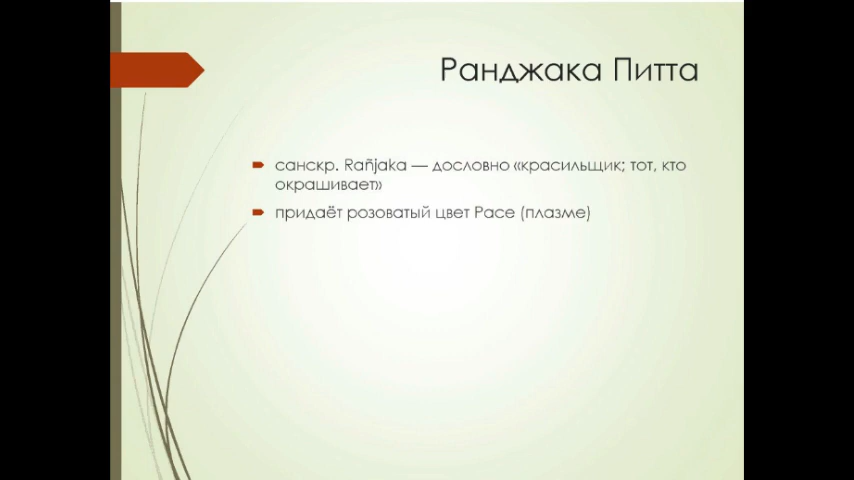 Ранджака Питта
санскр. Rañjaka — дословно «красильщик; тот, кто
окрашивает»
придаёт розоватый цвет Расе (плазме)